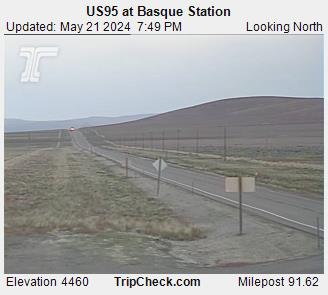 US95 at Basque Station
Updated: May 21 2024 7:49 PM Looking North
Elevation 4460 TripCheck.com Milepost 91.62